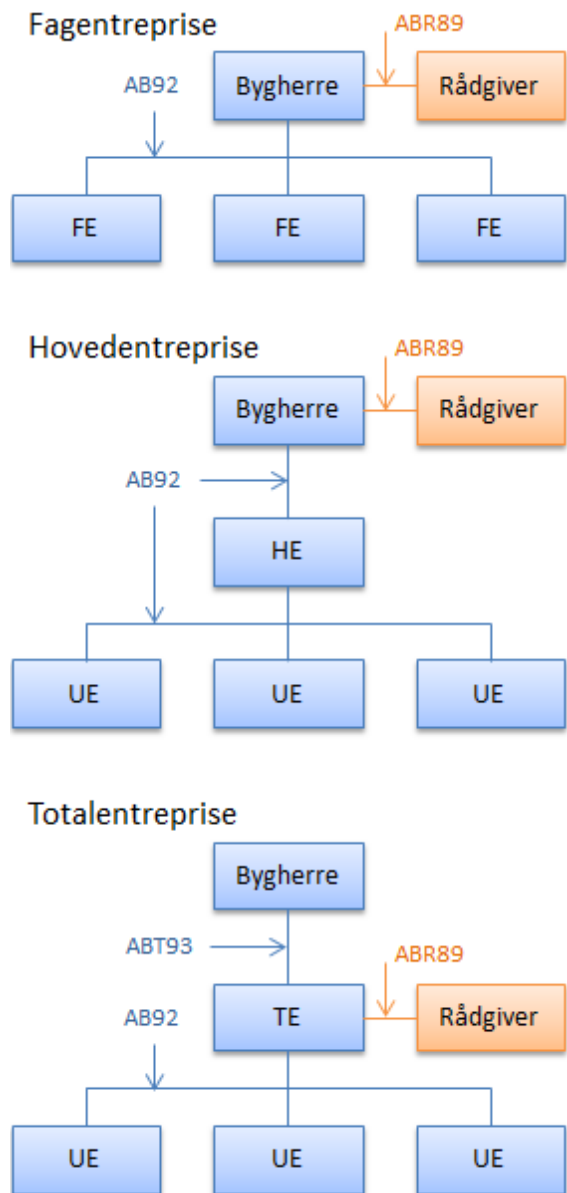 Fagentreprise
ABR89
AB92
Bygherre
Rådgiver
FE
FE
FE
Hovedentreprise
ABR89
Bygherre
Rådgiver
AB92
HE
UE
UE
UE
Totalentreprise
Bygherre
ABT93
ABR89
AB92
TE
Rådgiver
UE
UE
UE